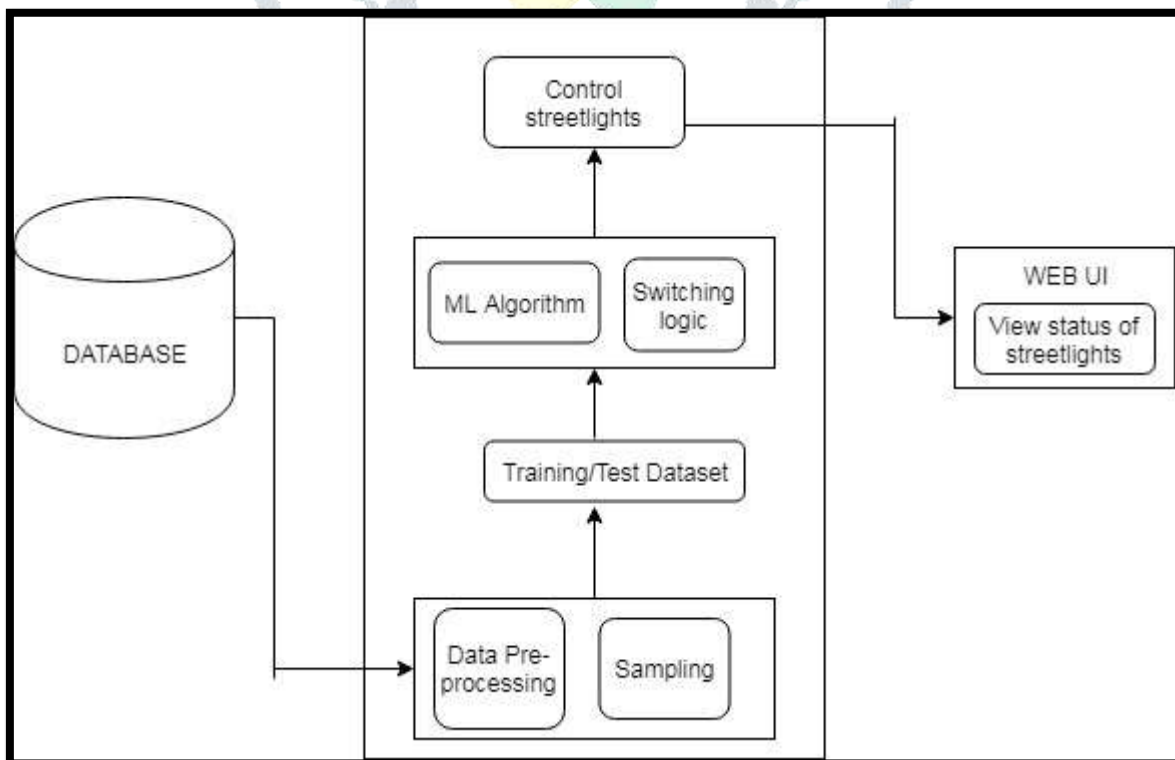 Control
streetlights
ML Algorithm
Switching
logic
DATABASE
WEB UI
View status of
streetlights
Training/Test Dataset
Data Pre-
processing
Sampling